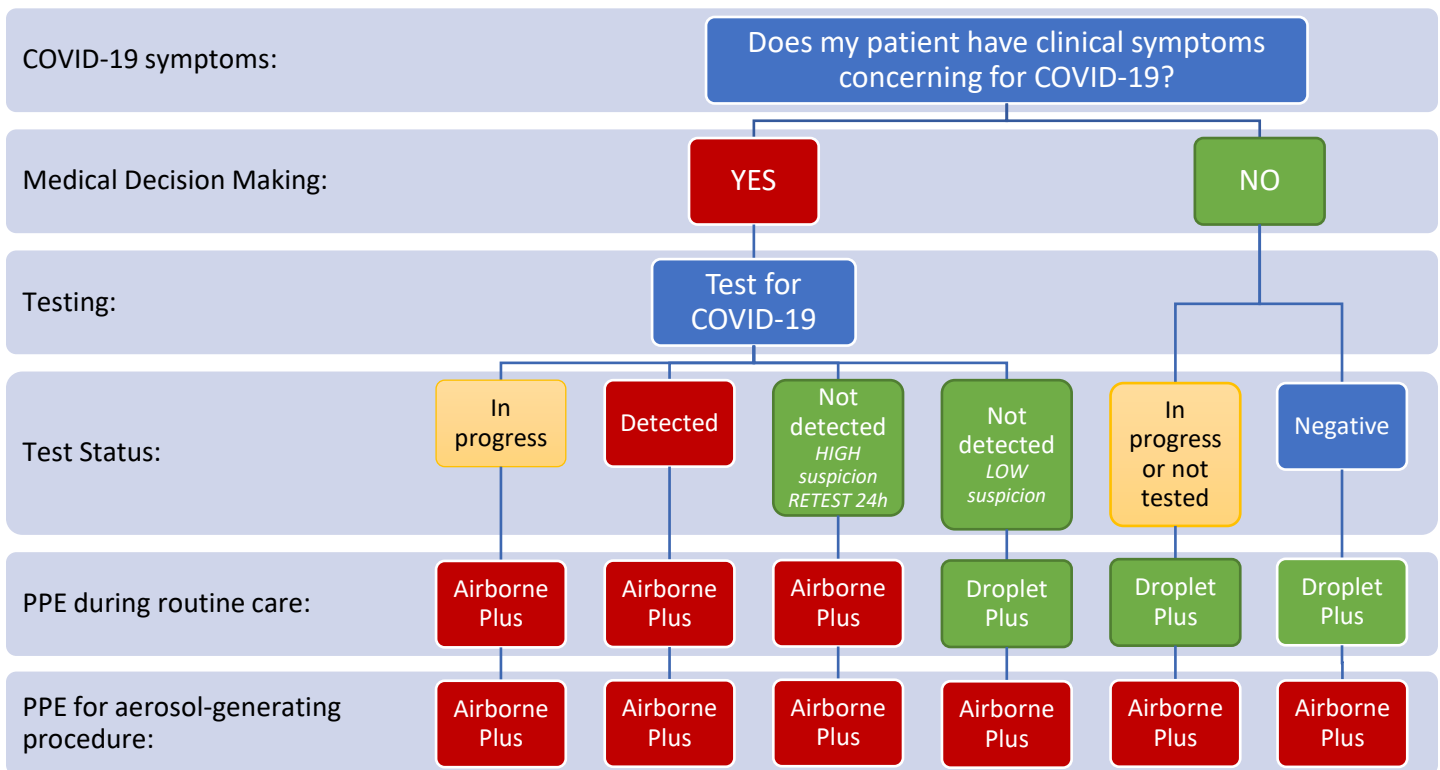 COVID-19 symptoms:
Does my patient have clinical symptoms
concerning for COVID-19?
Medical Decision Making:
YES
NO
Testing:
Test for
COVID-19
Test Status:
In
progress
Detected
Not
detected
HIGH
suspicion
RETEST 24h
Not
detected
LOW
suspicion
In
progress
or not
tested
Negative
PPE during routine care:
Airborne
Plus
Airborne
Plus
Airborne
Plus
Droplet
Plus
Droplet
Plus
Droplet
Plus
PPE for aerosol-generating
procedure:
Airborne
Plus
Airborne
Plus
Airborne
Plus
Airborne
Plus
Airborne
Plus
Airborne
Plus